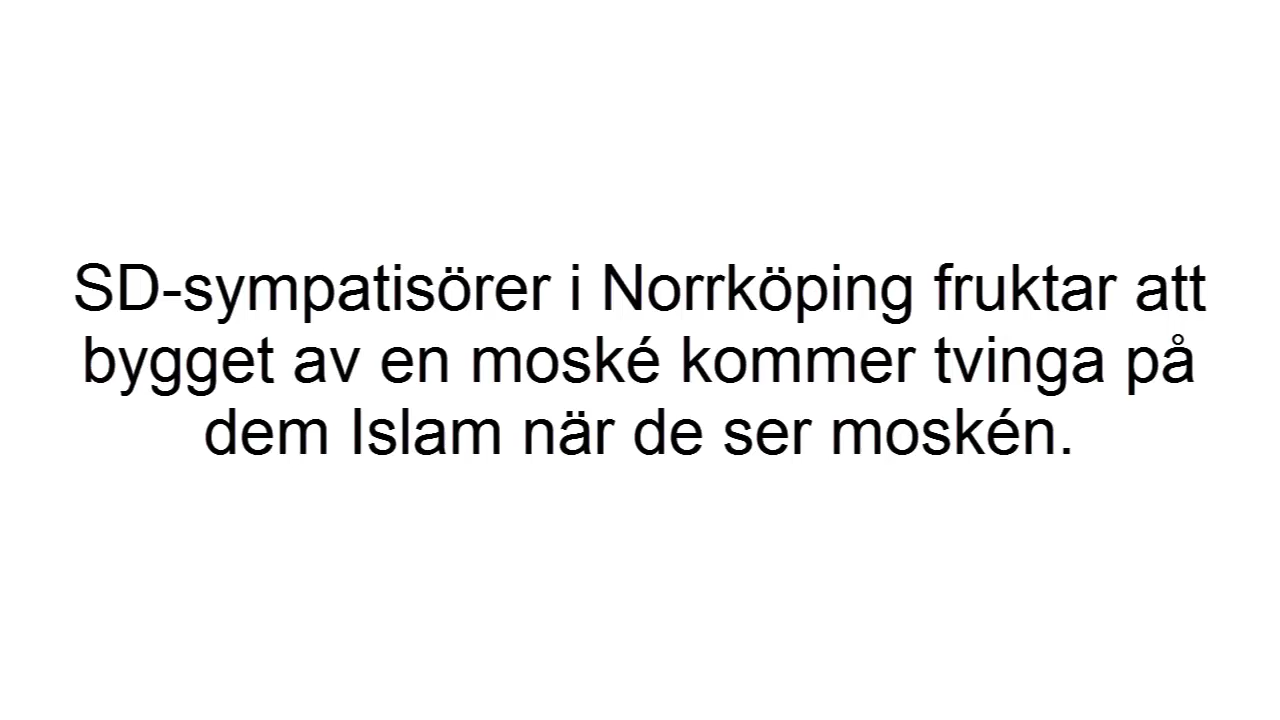 SD-sympatisörer i Norrköping fruktar att
bygget av en moské kommer tvinga på
dem Islam när de ser moskén.